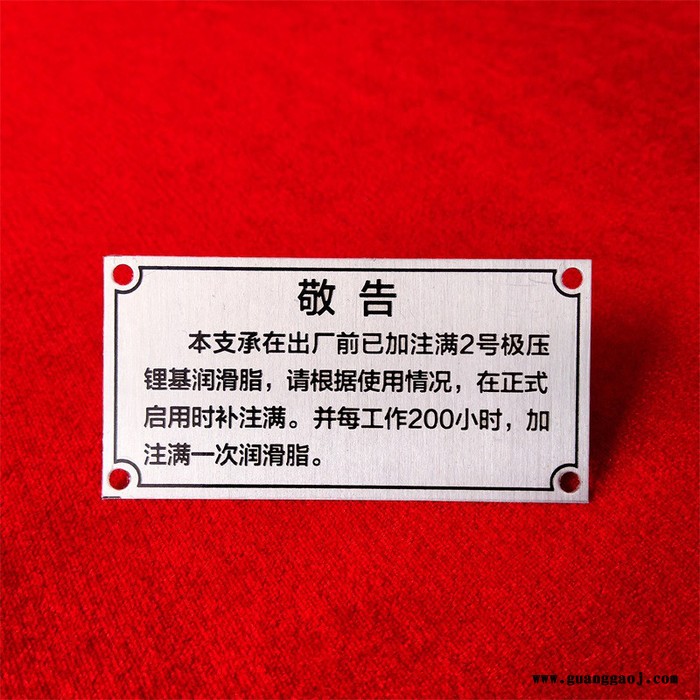 敬告
本支承在出厂前已加注满2号极压
锂基润滑脂，请根据使用情况，在正式
启用时补注满。并每工作200小时，加
注满一次润滑脂。
www.guanggaoj.com